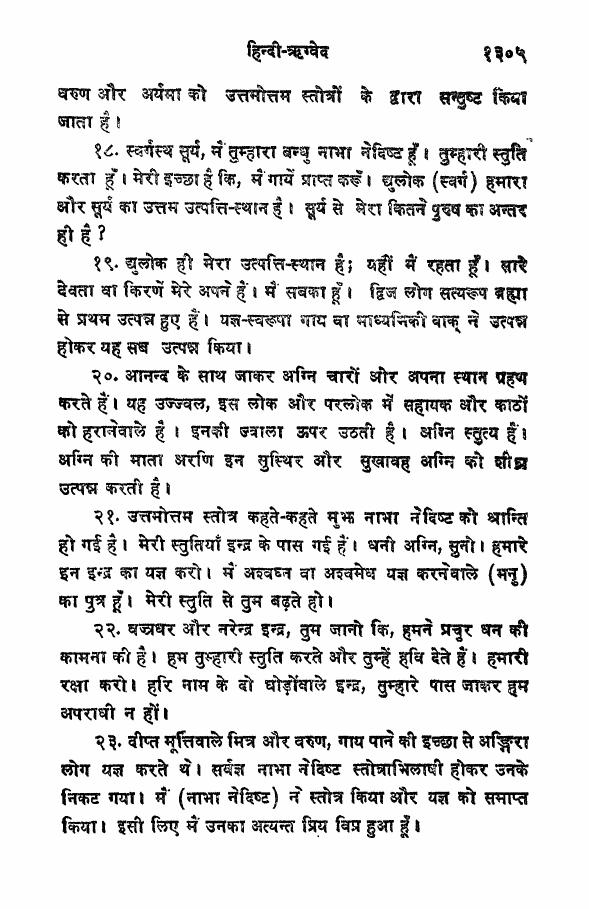 हिन्दी-ऋग्वेद १३०५
वरुण और अर्यमा को उत्तमोत्तम स्तोत्रों के द्वारा सन्तुष्ट किया
जाता है।
१८. स्वर्गस्थ सूर्य, मैं तुम्हारा बन्धु नाभा नेदिष्ट हूँ। तुम्हारी स्तुति
करता हूँ। मेरी इच्छा है कि, मैं गायें प्राप्त करूँ। द्युलोक (स्वर्ग) हमारा
और सूर्य का उत्तम उत्पत्ति-स्थान है। सूर्य से मेरा कितने पुरुष का अन्तर
ही है ?
१९. द्युलोक ही मेरा उत्पत्ति-स्थान है; यहीं मैं रहता हूँ। सारे
देवता वा किरणें मेरे अपने हैं। मैं सबका हूँ। द्विज लोग सत्यरूप ब्रह्मा
से प्रथम उत्पन्न हुए हैं। यज्ञ-स्वरूपा गाय वा माध्यमिकी वाक् ने उत्पन्न
होकर यह सब उत्पन्न किया।
२०. आनन्द के साथ जाकर अग्नि चारों ओर अपना स्थान ग्रहण
करते हैं। यह उज्ज्वल, इस लोक और परलोक में सहायक और काठों
को हरानेवाले हैं। इनकी ज्वाला ऊपर उठती है। अग्नि स्तुत्य हैं।
अग्नि की माता अरणि इन सुस्थिर और सुखावह अग्नि को शीघ्र
उत्पन्न करती है।
२१. उत्तमोत्तम स्तोत्र कहते-कहते मुझ नाभा नेदिष्ट को श्रान्ति
हो गई है। मेरी स्तुतियाँ इन्द्र के पास गई हैं। धनी अग्नि, सुनो। हमारे
इन इन्द्र का यज्ञ करो। मैं अश्वघ्न वा अश्वमेध यज्ञ करनेवाले (मनु)
का पुत्र हूँ। मेरी स्तुति से तुम बढ़ते हो।
२२. वज्रधर और नरेन्द्र इन्द्र, तुम जानो कि, हमने प्रचुर धन की
कामना की है। हम तुम्हारी स्तुति करते और तुम्हें हवि देते हैं। हमारी
रक्षा करो। हरि नाम के दो घोड़ोंवाले इन्द्र, तुम्हारे पास जाकर हम
अपराधी न हों।
२३. दीप्त मूर्त्तिवाले मित्र और वरुण, गाय पाने की इच्छा से अङ्गिरा
लोग यज्ञ करते थे। सर्वज्ञ नाभा नेदिष्ट स्तोत्राभिलाषी होकर उनके
निकट गया। मैं (नाभा नेदिष्ट) ने स्तोत्र किया और यज्ञ को समाप्त
किया। इसी लिए मैं उनका अत्यन्त प्रिय विप्र हुआ हूँ।